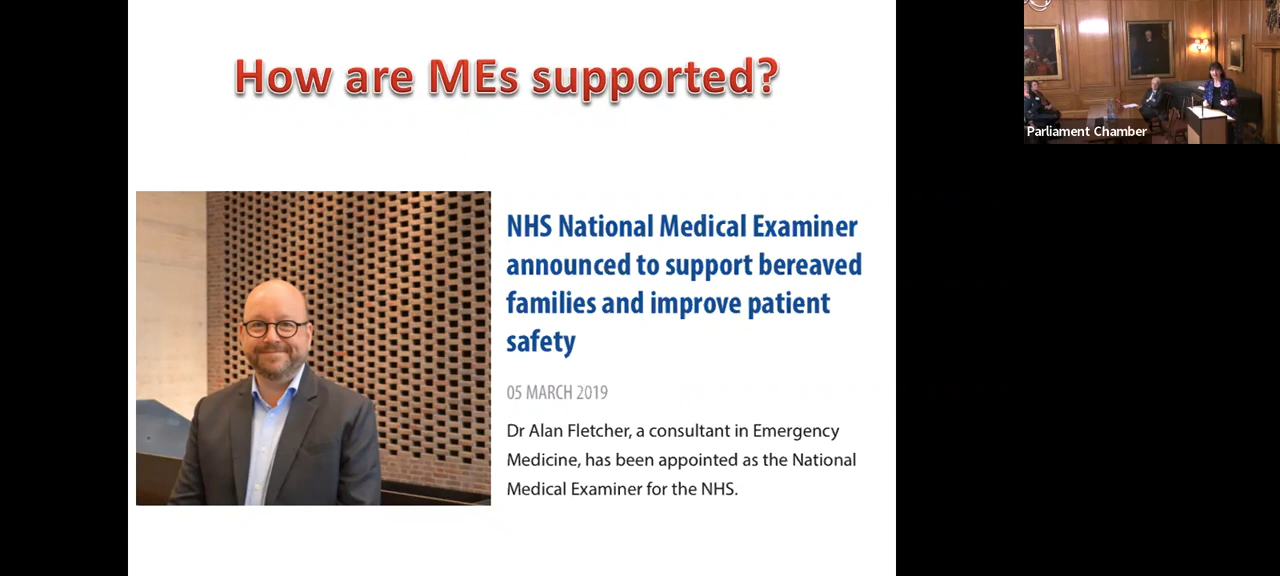 How are MEs supported?
Parliament Chamber
NHS National Medical Examiner
announced to support bereaved
families and improve patient
safety
05 MARCH 2019
Dr Alan Fletcher, a consultant in Emergency
Medicine, has been appointed as the National
Medical Examiner for the NHS.